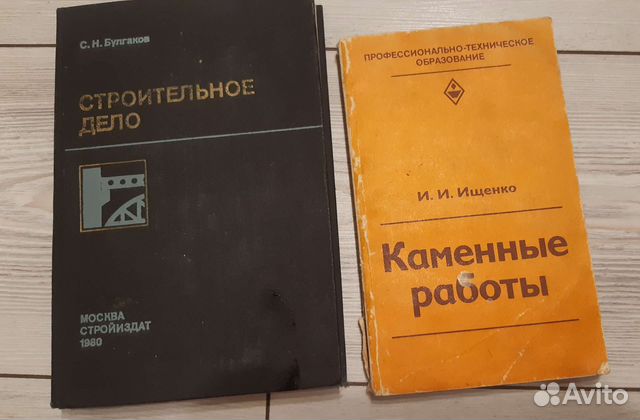 С. Н. Булгаков
СТРОИТЕЛЬНОЕ
ДЕЛО
МОСКВА
СТРОЙИЗДАТ
1980
ПРОФЕССИОНАЛЬНО-ТЕХНИЧЕСКОЕ
ОБРАЗОВАНИЕ
И. И. Ищенко
Каменные
работы
Avito